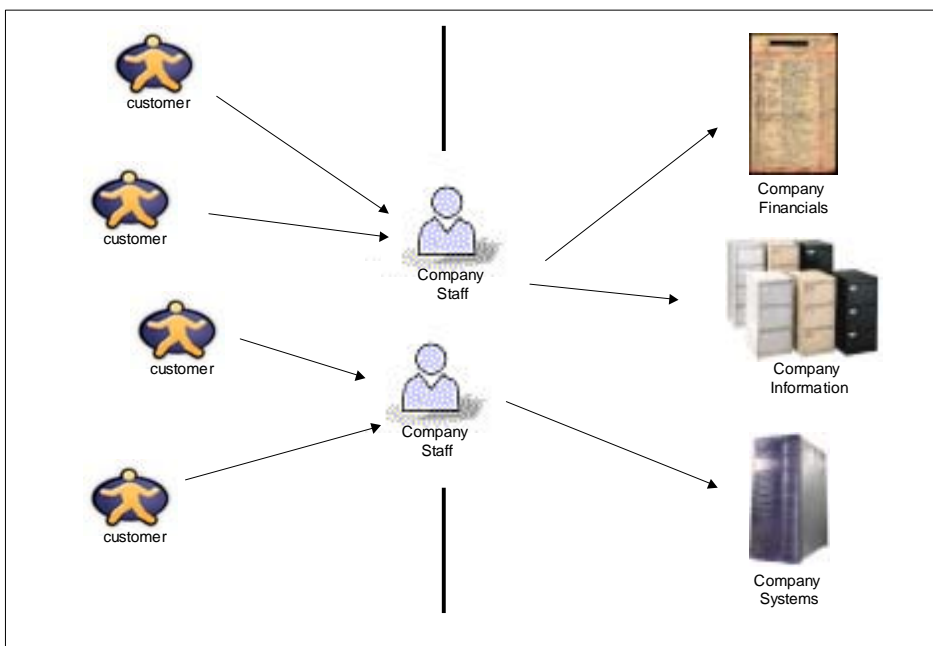 customer
customer
customer
customer
Company
Staff
Company
Staff
Company
Financials
Company
Information
Company
Systems